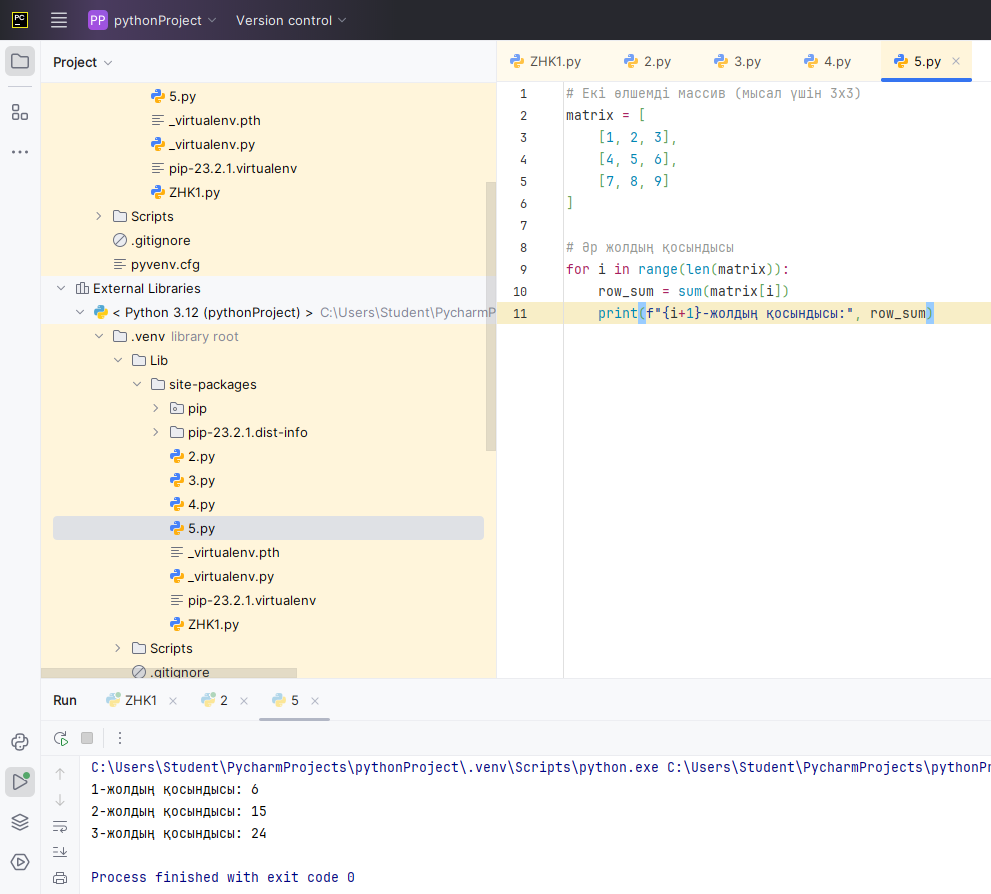 PC
PP pythonProject Version control
Project
5.py
_virtualenv.pth
_virtualenv.py
pip-23.2.1.virtualenv
ZHK1.py
Scripts
.gitignore
pyvenv.cfg
External Libraries
< Python 3.12 (pythonProject) > C:\Users\Student\PycharmP
.venv library root
Lib
site-packages
pip
pip-23.2.1.dist-info
2.py
3.py
4.py
5.py
_virtualenv.pth
_virtualenv.py
pip-23.2.1.virtualenv
ZHK1.py
Scripts
.gitignore
ZHK1.py 2.py 3.py 4.py 5.py
1 # Екі өлшемді массив (мысал үшін 3x3)
2 matrix = [
3 [1, 2, 3],
4 [4, 5, 6],
5 [7, 8, 9]
6 ]
7
8 # Әр жолдың қосындысы
9 for i in range(len(matrix)):
10 row_sum = sum(matrix[i])
11 print(f"{i+1}-жолдың қосындысы:", row_sum)
Run ZHK1 2 5
C:\Users\Student\PycharmProjects\pythonProject\.venv\Scripts\python.exe C:\Users\Student\PycharmProjects\pythonPr
1-жолдың қосындысы: 6
2-жолдың қосындысы: 15
3-жолдың қосындысы: 24
Process finished with exit code 0